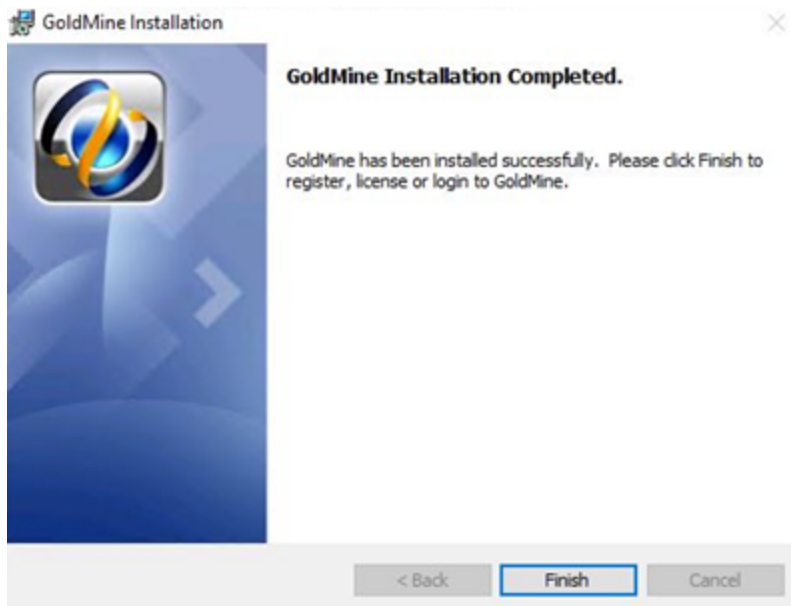 GoldMine Installation
GoldMine Installation Completed.
GoldMine has been installed successfully. Please click Finish to
register, license or login to GoldMine.
< Back
Finish
Cancel